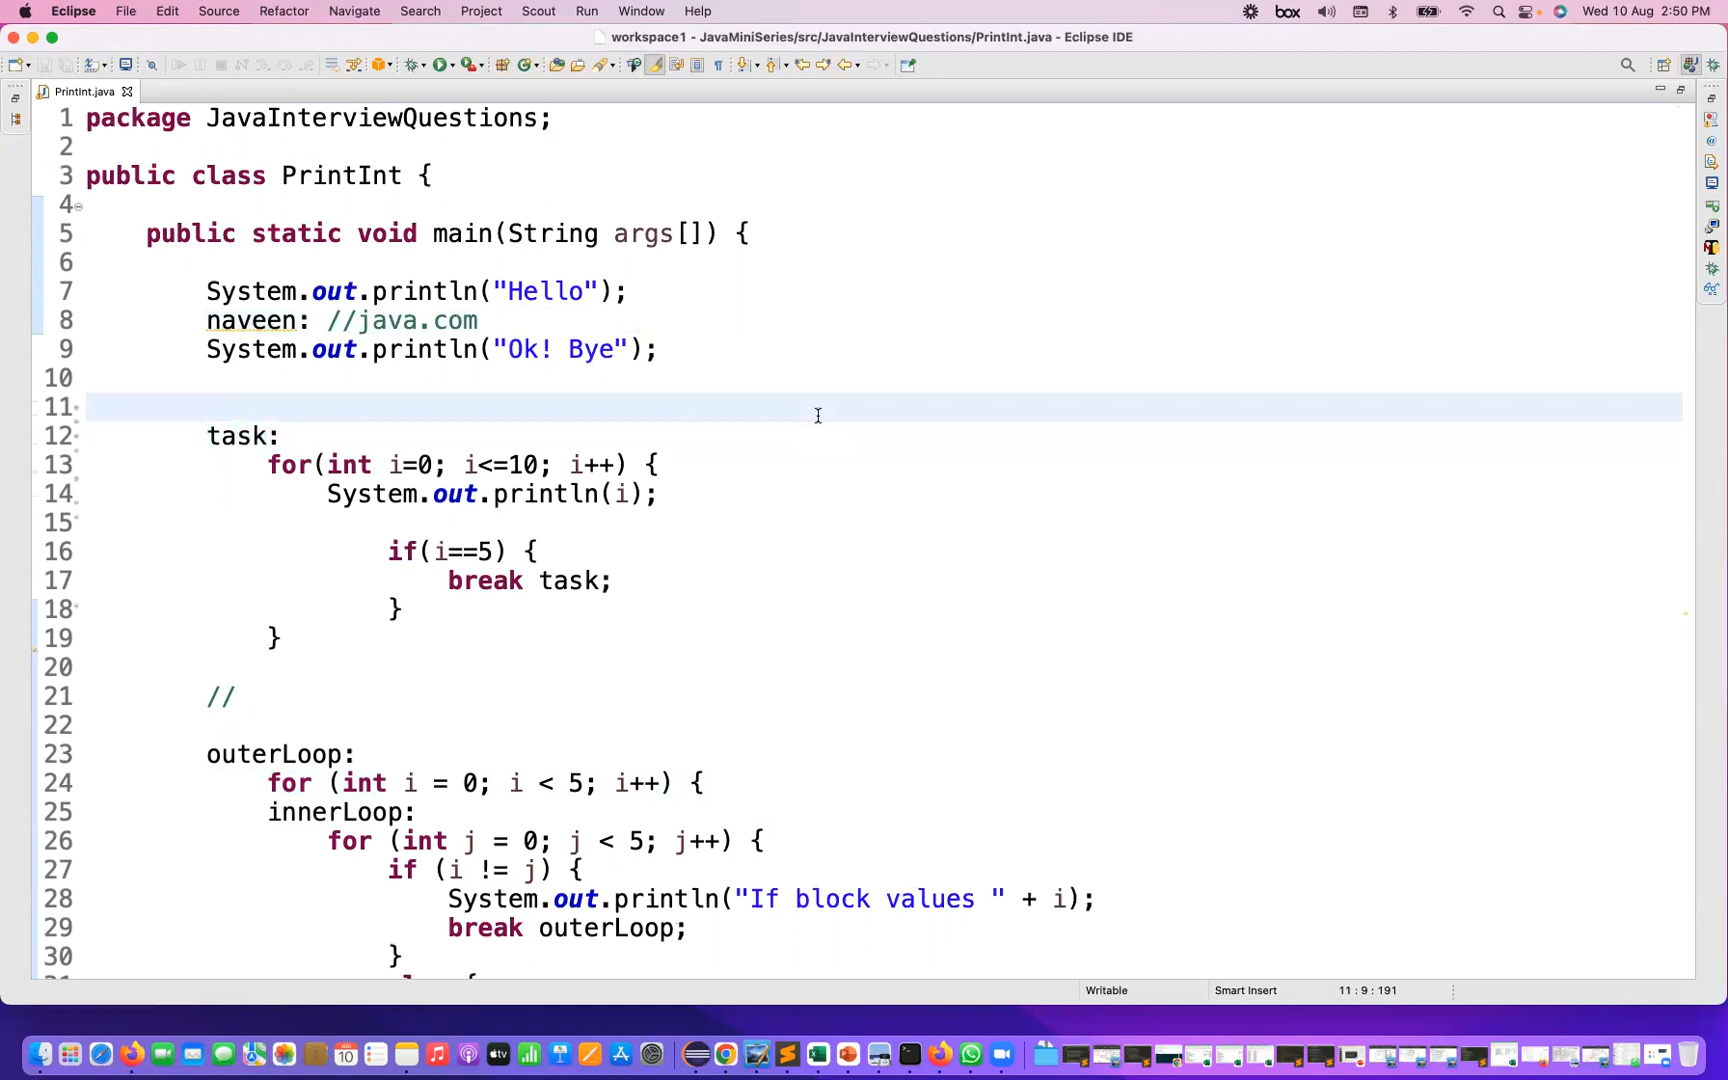 Eclipse File Edit Source Refactor Navigate Search Project Scout Run Window Help box Wed 10 Aug 2:50 PM
workspace1 - JavaMiniSeries/src/JavaInterviewQuestions/PrintInt.java - Eclipse IDE
PrintInt.java
1 package JavaInterviewQuestions;
2
3 public class PrintInt {
4
5 public static void main(String args[]) {
6
7 System.out.println("Hello");
8 naveen: //java.com
9 System.out.println("Ok! Bye");
10
11
12 task:
13 for(int i=0; i<=10; i++) {
14 System.out.println(i);
15
16 if(i==5) {
17 break task;
18 }
19 }
20
21 //
22
23 outerLoop:
24 for (int i = 0; i < 5; i++) {
25 innerLoop:
26 for (int j = 0; j < 5; j++) {
27 if (i != j) {
28 System.out.println("If block values " + i);
29 break outerLoop;
30 }
Writable Smart Insert 11 : 9 : 191